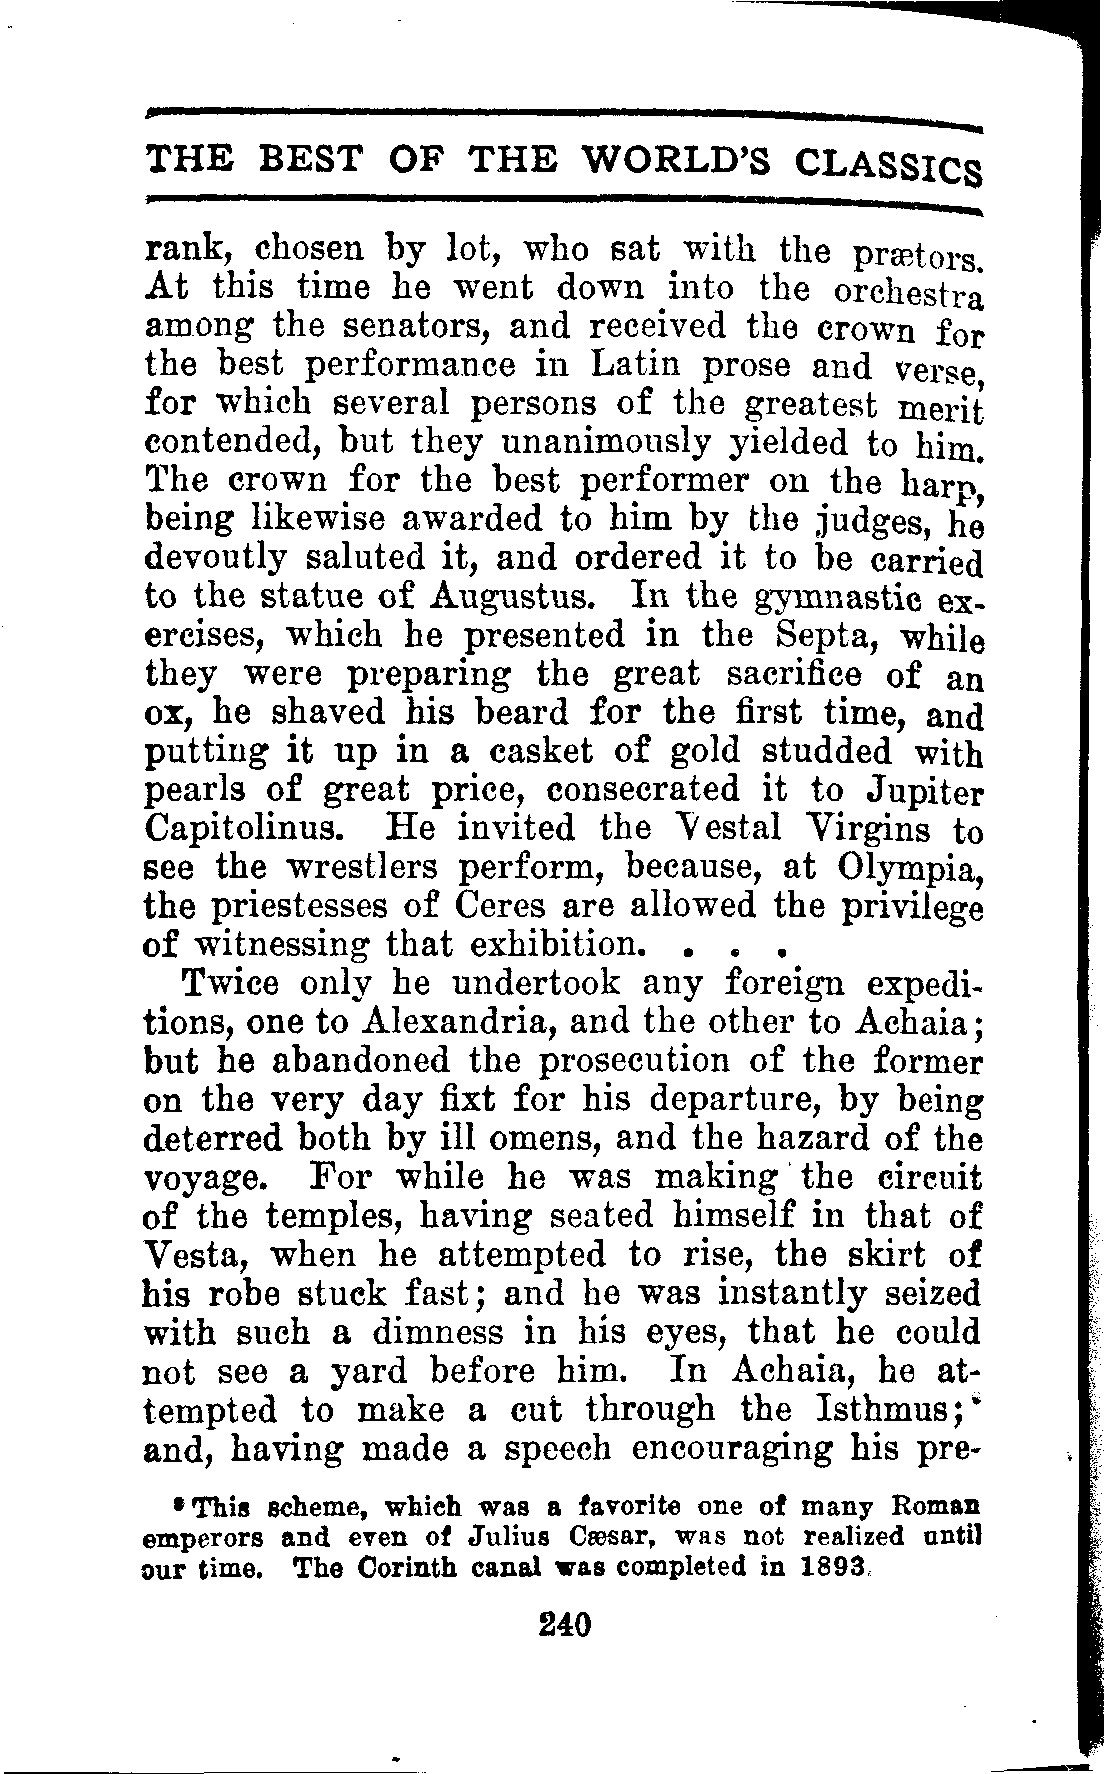 THE BEST OF THE WORLD'S CLASSICS
rank, chosen by lot, who sat with the prætors.
At this time he went down into the orchestra
among the senators, and received the crown for
the best performance in Latin prose and verse,
for which several persons of the greatest merit
contended, but they unanimously yielded to him.
The crown for the best performer on the harp,
being likewise awarded to him by the judges, he
devoutly saluted it, and ordered it to be carried
to the statue of Augustus. In the gymnastic ex-
ercises, which he presented in the Septa, while
they were preparing the great sacrifice of an
ox, he shaved his beard for the first time, and
putting it up in a casket of gold studded with
pearls of great price, consecrated it to Jupiter
Capitolinus. He invited the Vestal Virgins to
see the wrestlers perform, because, at Olympia,
the priestesses of Ceres are allowed the privilege
of witnessing that exhibition. . . .
Twice only he undertook any foreign expedi-
tions, one to Alexandria, and the other to Achaia;
but he abandoned the prosecution of the former
on the very day fixt for his departure, by being
deterred both by ill omens, and the hazard of the
voyage. For while he was making the circuit
of the temples, having seated himself in that of
Vesta, when he attempted to rise, the skirt of
his robe stuck fast; and he was instantly seized
with such a dimness in his eyes, that he could
not see a yard before him. In Achaia, he at-
tempted to make a cut through the Isthmus;
and, having made a speech encouraging his pre-
This scheme, which was a favorite one of many Roman
emperors and even of Julius Cæsar, was not realized until
our time. The Corinth canal was completed in 1893.
240